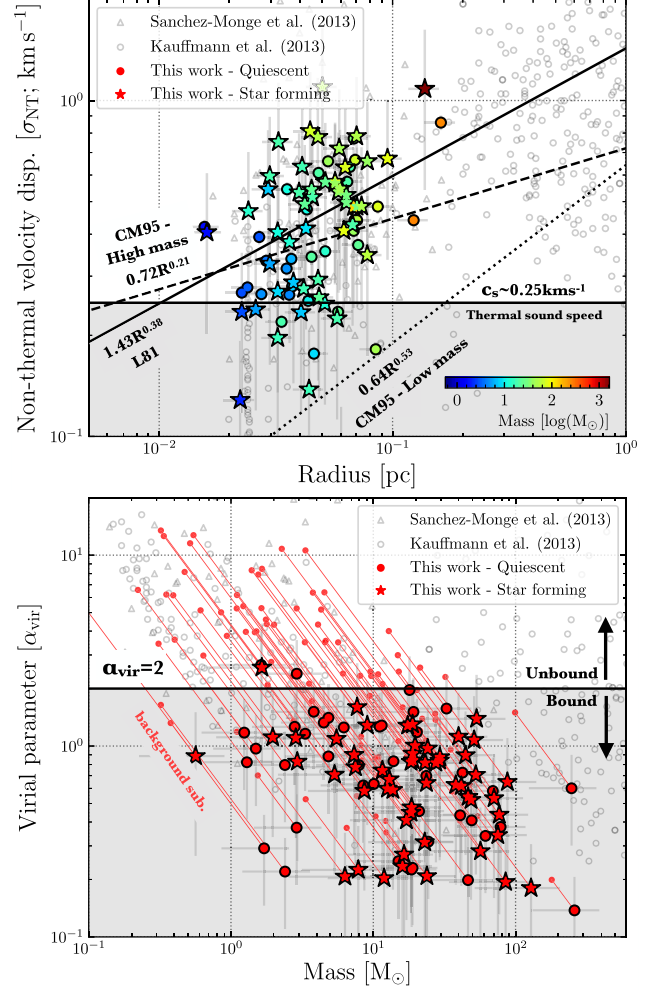 Non-thermal velocity disp. [σNT; km s−1]
Sanchez-Monge et al. (2013)
Kauffmann et al. (2013)
This work - Quiescent
This work - Star forming
10^0
CM95 -
High mass
0.72R^0.21
1.43R^0.38
L81
cs~0.25kms-1
Thermal sound speed
0.64R^0.53
CM95 - Low mass
0 1 2 3
Mass [log(M⊙)]
10^−1
10^−2 10^−1 10^0
Radius [pc]
Virial parameter [αvir]
Sanchez-Monge et al. (2013)
Kauffmann et al. (2013)
This work - Quiescent
This work - Star forming
10^1
αvir=2
Unbound
Bound
10^0
background sub.
10^−1
10^−1 10^0 10^1 10^2
Mass [M⊙]